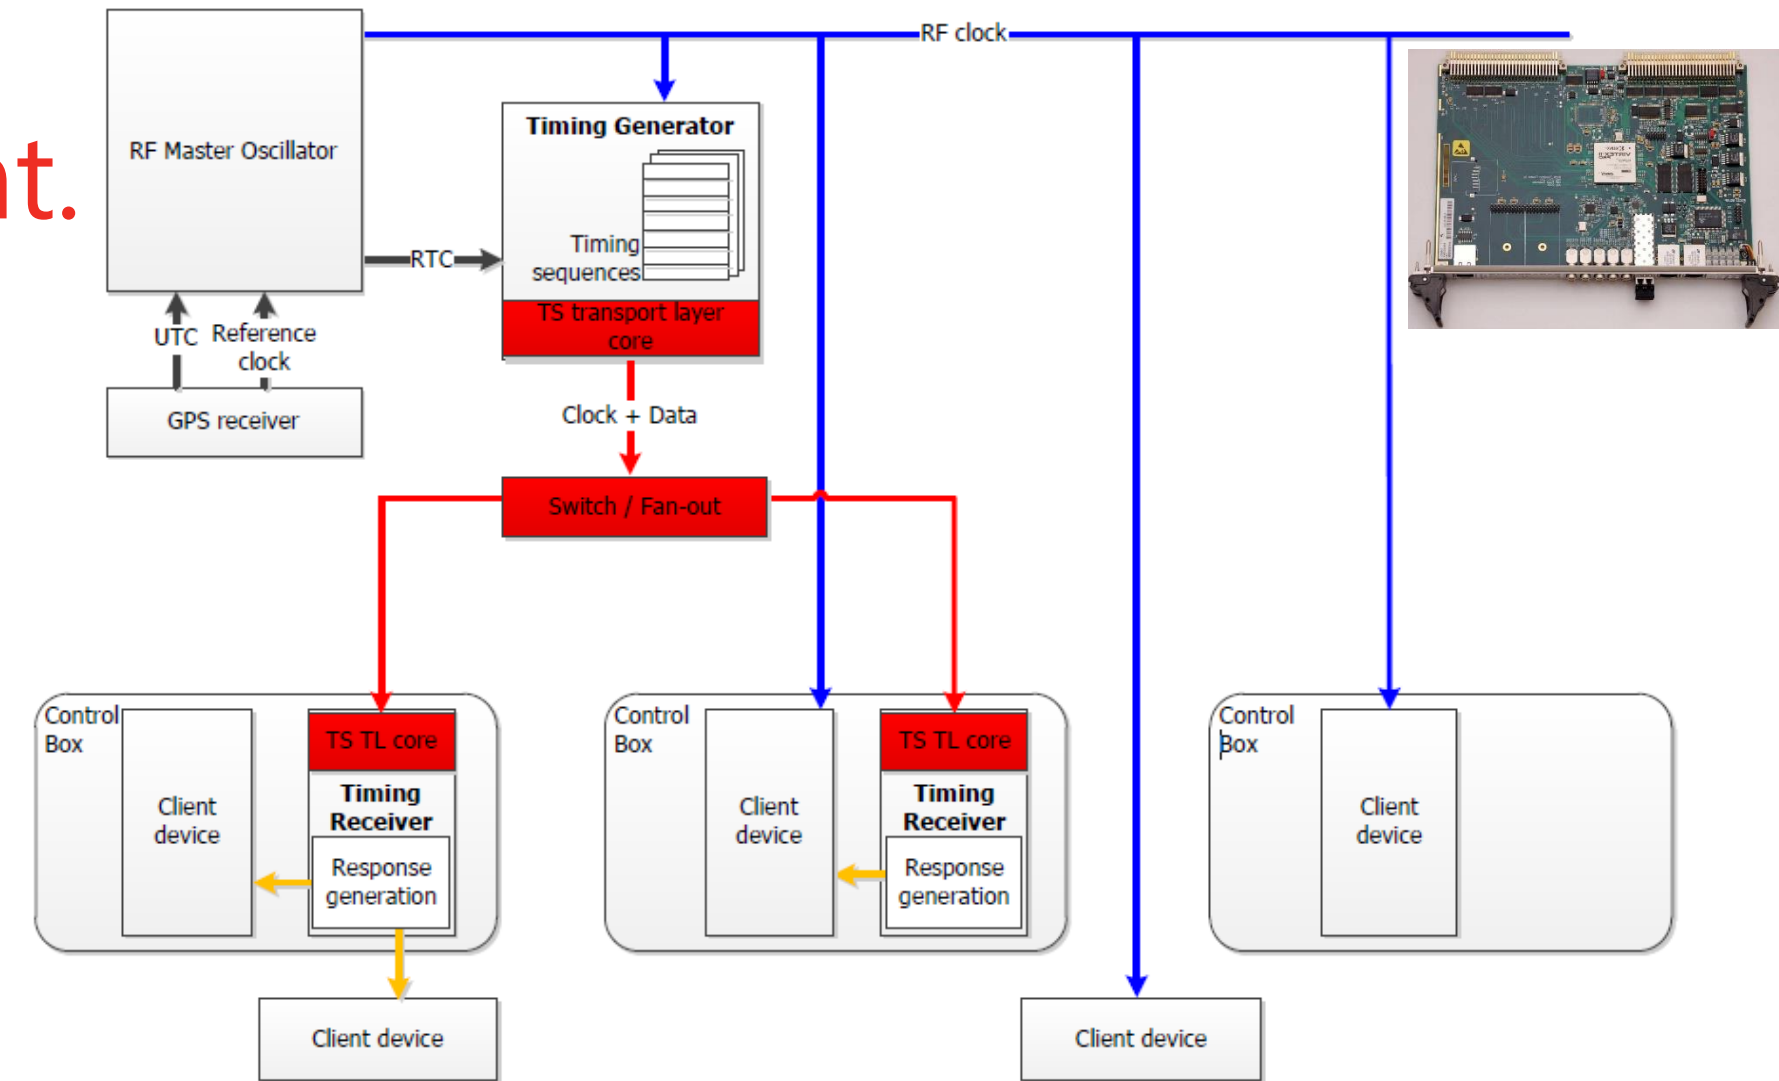 RF clock
nt.
RF Master Oscillator
Timing Generator
Timing
sequences
RTC
TS transport layer
core
UTC
Reference
clock
GPS receiver
Clock + Data
Switch / Fan-out
Control
Box
Client
device
TS TL core
Timing
Receiver
Response
generation
Client device
Control
Box
Client
device
TS TL core
Timing
Receiver
Response
generation
Client device
Control
Box
Client
device